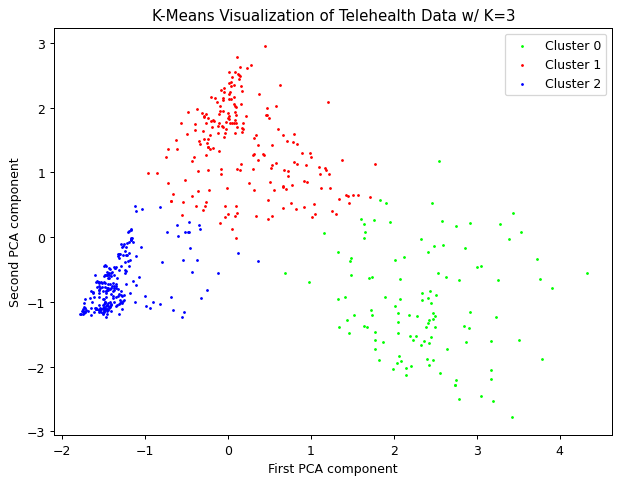 K-Means Visualization of Telehealth Data w/ K=3
Cluster 0
Cluster 1
Cluster 2
Second PCA component
3
2
1
0
−1
−2
−3
−2
−1
0
1
2
3
4
First PCA component